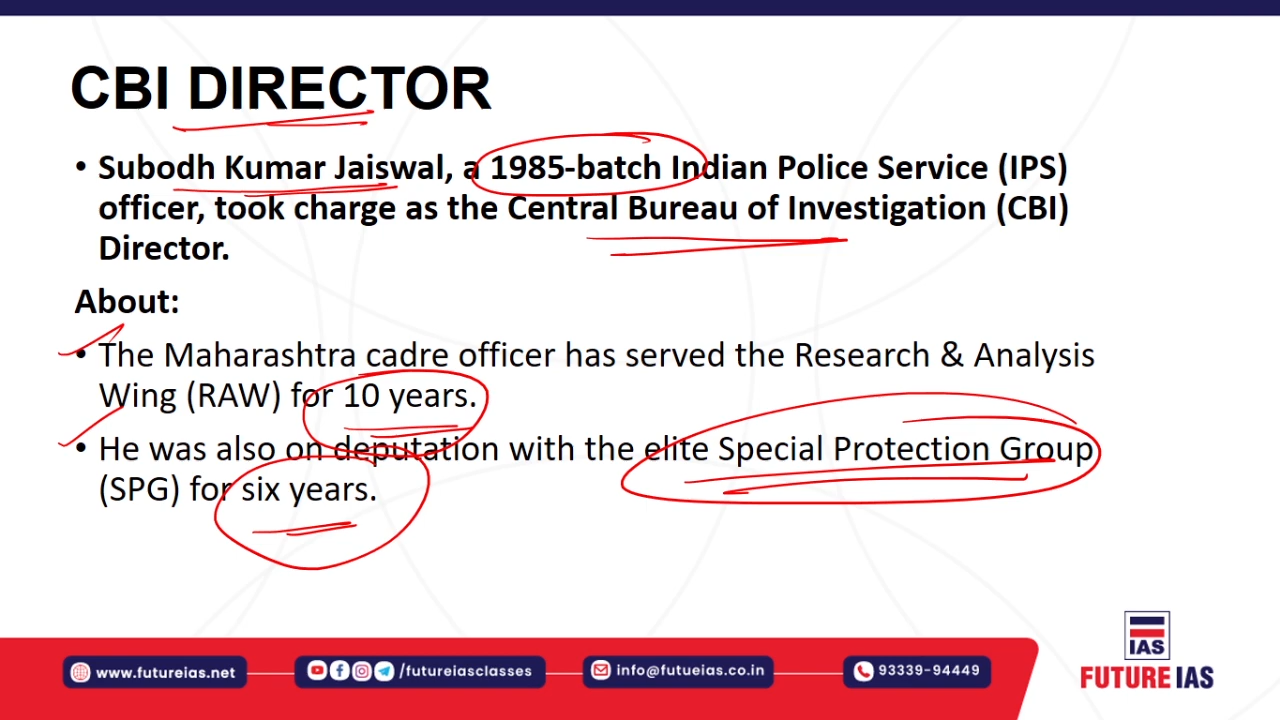 CBI DIRECTOR
• Subodh Kumar Jaiswal, a 1985-batch Indian Police Service (IPS)
officer, took charge as the Central Bureau of Investigation (CBI)
Director.
About:
• The Maharashtra cadre officer has served the Research & Analysis
Wing (RAW) for 10 years.
• He was also on deputation with the elite Special Protection Group
(SPG) for six years.
IAS
FUTURE IAS
www.futureias.net
/futureiasclasses
info@futueias.co.in
93339-94449